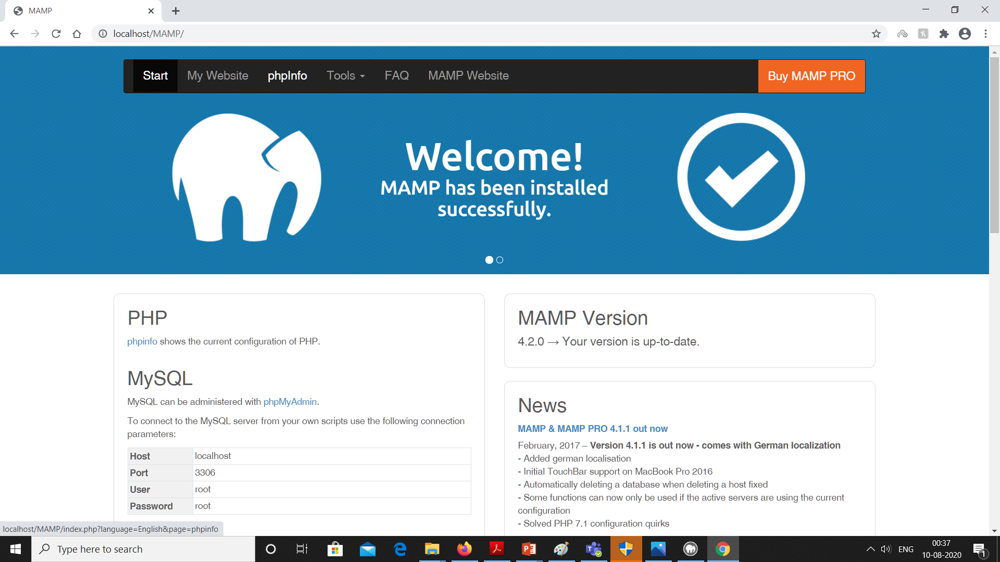 MAMP
localhost/MAMP/
Start My Website phpInfo Tools FAQ MAMP Website Buy MAMP PRO
Welcome!
MAMP has been installed
successfully.
PHP
phpinfo shows the current configuration of PHP.
MySQL
MySQL can be administered with phpMyAdmin.
To connect to the MySQL server from your own scripts use the following connection
parameters:
Host localhost
Port 3306
User root
Password root
MAMP Version
4.2.0 → Your version is up-to-date.
News
MAMP & MAMP PRO 4.1.1 out now
February, 2017 – Version 4.1.1 is out now - comes with German localization
- Added german localisation
- Initial TouchBar support on MacBook Pro 2016
- Automatically deleting a database when deleting a host fixed
- Some functions can now only be used if the active servers are using the current
configuration
- Solved PHP 7.1 configuration quirks
localhost/MAMP/index.php?language=English&page=phpinfo
Type here to search
ENG
00:37
10-08-2020
1